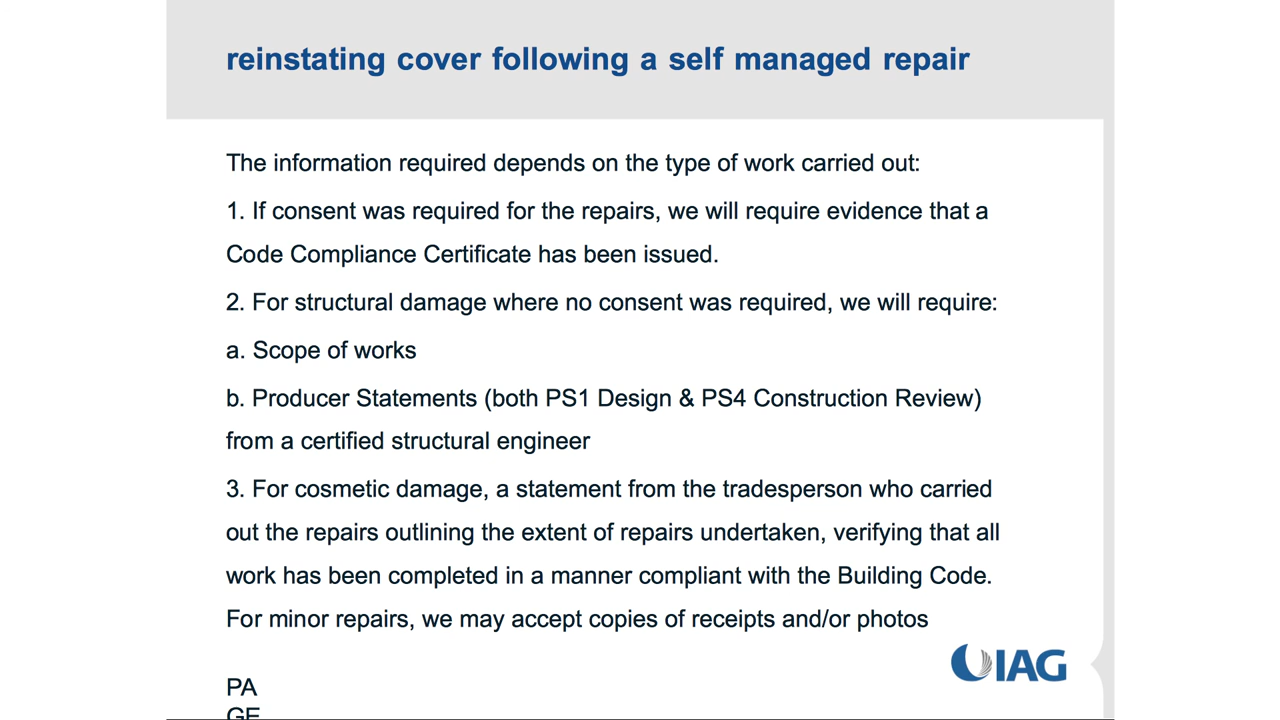 reinstating cover following a self managed repair
The information required depends on the type of work carried out:
1. If consent was required for the repairs, we will require evidence that a
Code Compliance Certificate has been issued.
2. For structural damage where no consent was required, we will require:
a. Scope of works
b. Producer Statements (both PS1 Design & PS4 Construction Review)
from a certified structural engineer
3. For cosmetic damage, a statement from the tradesperson who carried
out the repairs outlining the extent of repairs undertaken, verifying that all
work has been completed in a manner compliant with the Building Code.
For minor repairs, we may accept copies of receipts and/or photos
IAG
PA
GE